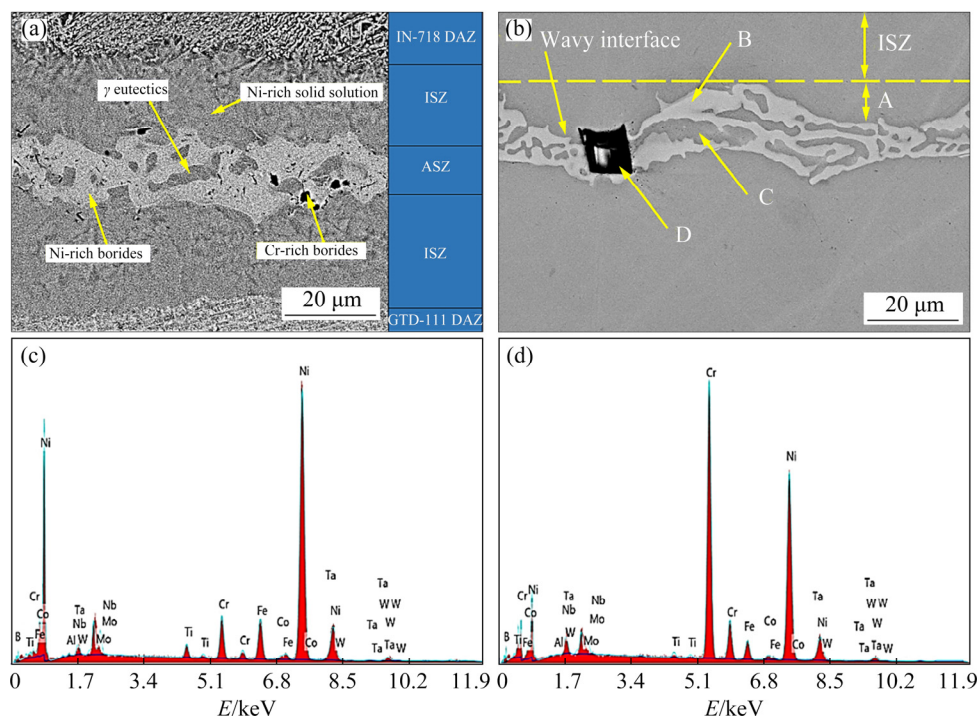 (a)
IN-718 DAZ
γ eutectics
Ni-rich solid solution
ISZ
ASZ
Ni-rich borides
Cr-rich borides
ISZ
20 μm
GTD-111 DAZ
(b)
Wavy interface
B
ISZ
A
C
D
20 μm
(c)
Ni
Ni
Cr
Co
B
Ti
Fe
Ta
Nb
Al
W
Nb
Mo
Mo
Ti
Ti
Cr
Cr
Fe
Co
Fe
Co
Ta
Ni
W
Ta
W W
W
Ta
W
Ta
W
0
1.7
3.4
5.1
6.8
8.5
10.2
11.9
E/keV
(d)
Cr
Ni
Cr
Ni
Co
B
Ti
Fe
Ta
Nb
Al
W
Nb
Mo
Mo
Ti
Ti
Cr
Fe
Co
Fe
Co
Ta
Ni
W
Ta
W W
W
Ta
W
Ta
W
0
1.7
3.4
5.1
6.8
8.5
10.2
11.9
E/keV